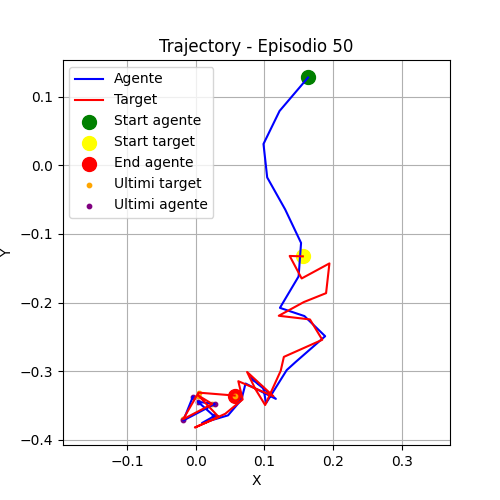 Trajectory - Episodio 50
Agente
Target
Start agente
Start target
End agente
Ultimi target
Ultimi agente
0.1
0.0
−0.1
−0.2
−0.3
−0.4
Y
−0.1
0.0
0.1
0.2
0.3
X